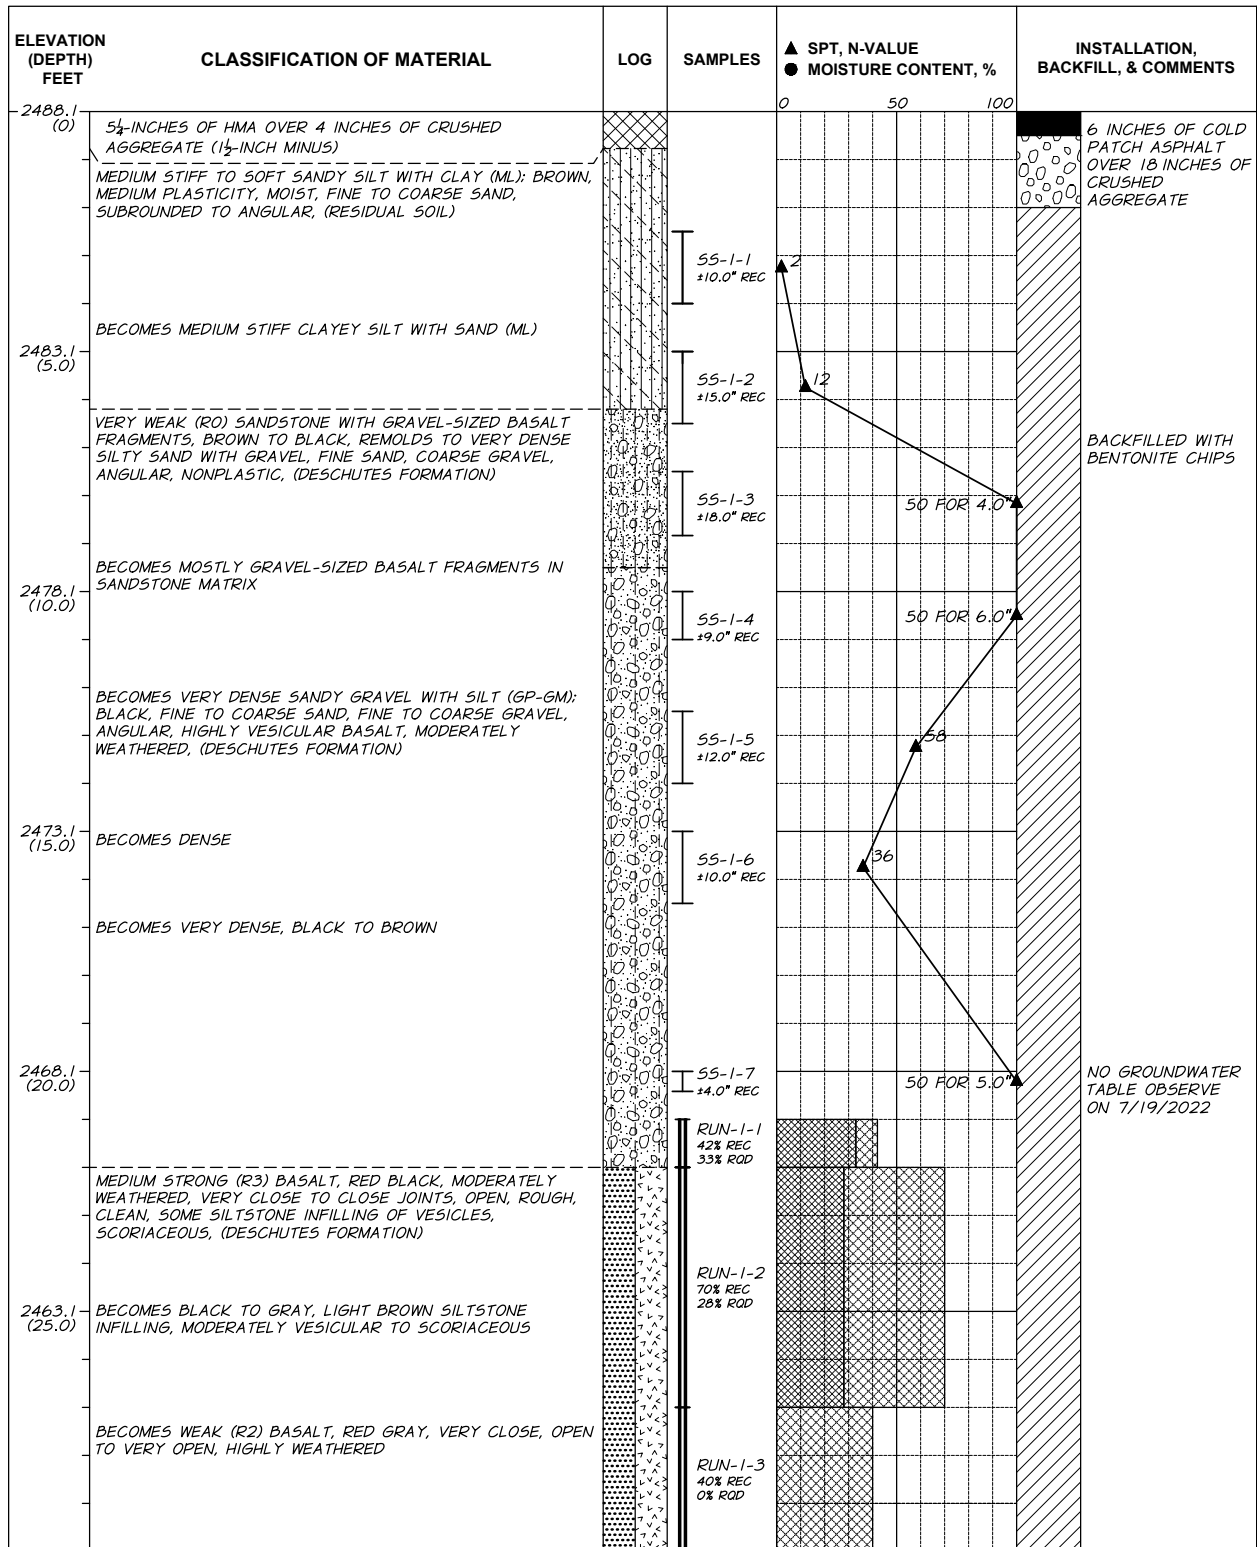 ELEVATION
(DEPTH)
FEET
CLASSIFICATION OF MATERIAL
LOG
SAMPLES
▲ SPT, N-VALUE
● MOISTURE CONTENT, %
INSTALLATION,
BACKFILL, & COMMENTS
0 50 100
2488.1
(0)
5¼-INCHES OF HMA OVER 4 INCHES OF CRUSHED
AGGREGATE (1½-INCH MINUS)
6 INCHES OF COLD
PATCH ASPHALT
OVER 18 INCHES OF
CRUSHED
AGGREGATE
MEDIUM STIFF TO SOFT SANDY SILT WITH CLAY (ML); BROWN,
MEDIUM PLASTICITY, MOIST, FINE TO COARSE SAND,
SUBROUNDED TO ANGULAR, (RESIDUAL SOIL)
SS-1-1
±10.0" REC
2
BECOMES MEDIUM STIFF CLAYEY SILT WITH SAND (ML)
2483.1
(5.0)
SS-1-2
±15.0" REC
12
VERY WEAK (R0) SANDSTONE WITH GRAVEL-SIZED BASALT
FRAGMENTS, BROWN TO BLACK, REMOLDS TO VERY DENSE
SILTY SAND WITH GRAVEL, FINE SAND, COARSE GRAVEL,
ANGULAR, NONPLASTIC, (DESCHUTES FORMATION)
BACKFILLED WITH
BENTONITE CHIPS
SS-1-3
±18.0" REC
50 FOR 4.0"
BECOMES MOSTLY GRAVEL-SIZED BASALT FRAGMENTS IN
SANDSTONE MATRIX
2478.1
(10.0)
SS-1-4
±9.0" REC
50 FOR 6.0"
BECOMES VERY DENSE SANDY GRAVEL WITH SILT (GP-GM);
BLACK, FINE TO COARSE SAND, FINE TO COARSE GRAVEL,
ANGULAR, HIGHLY VESICULAR BASALT, MODERATELY
WEATHERED, (DESCHUTES FORMATION)
SS-1-5
±12.0" REC
58
2473.1
(15.0)
BECOMES DENSE
SS-1-6
±10.0" REC
36
BECOMES VERY DENSE, BLACK TO BROWN
2468.1
(20.0)
SS-1-7
±4.0" REC
50 FOR 5.0"
NO GROUNDWATER
TABLE OBSERVE
ON 7/19/2022
RUN-1-1
42% REC
33% RQD
MEDIUM STRONG (R3) BASALT, RED BLACK, MODERATELY
WEATHERED, VERY CLOSE TO CLOSE JOINTS, OPEN, ROUGH,
CLEAN, SOME SILTSTONE INFILLING OF VESICLES,
SCORIACEOUS, (DESCHUTES FORMATION)
RUN-1-2
70% REC
28% RQD
2463.1
(25.0)
BECOMES BLACK TO GRAY, LIGHT BROWN SILTSTONE
INFILLING, MODERATELY VESICULAR TO SCORIACEOUS
BECOMES WEAK (R2) BASALT, RED GRAY, VERY CLOSE, OPEN
TO VERY OPEN, HIGHLY WEATHERED
RUN-1-3
40% REC
0% RQD